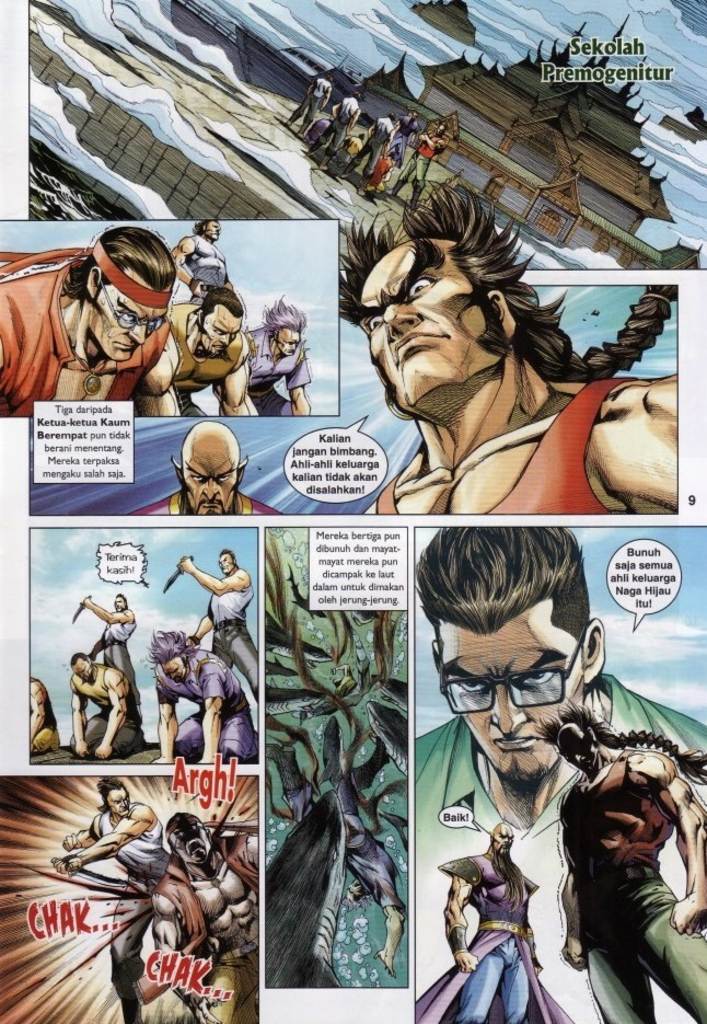 Sekolah
Premogenitur
Tiga daripada
Ketua-ketua Kaum
Berempat pun tidak
berani menentang.
Mereka terpaksa
mengaku salah saja.
Kalian
jangan bimbang.
Ahli-ahli keluarga
kalian tidak akan
disalahkan!
9
Terima
kasih!
Mereka bertiga pun
dibunuh dan mayat-
mayat mereka pun
dicampak ke laut
dalam untuk dimakan
oleh jerung-jerung.
Bunuh
saja semua
ahli keluarga
Naga Hijau
itu!
Argh!
CHAK...
CHAK...
Baik!